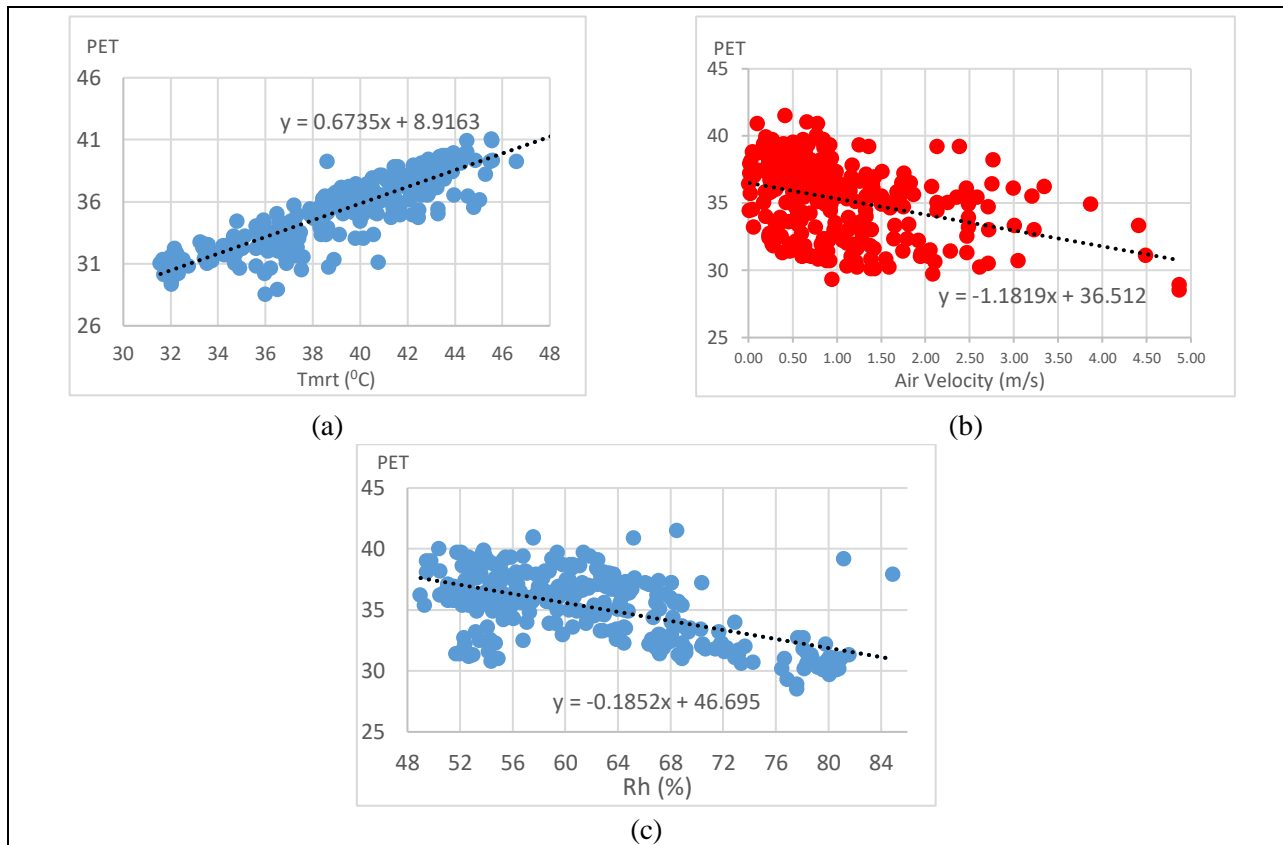 PET
46
41
36
31
26
y = 0.6735x + 8.9163
30 32 34 36 38 40 42 44 46 48
Tmrt (⁰C)
(a)
PET
45
40
35
30
25
y = -1.1819x + 36.512
0.00 0.50 1.00 1.50 2.00 2.50 3.00 3.50 4.00 4.50 5.00
Air Velocity (m/s)
(b)
PET
45
40
35
30
25
y = -0.1852x + 46.695
48 52 56 60 64 68 72 76 80 84
Rh (%)
(c)